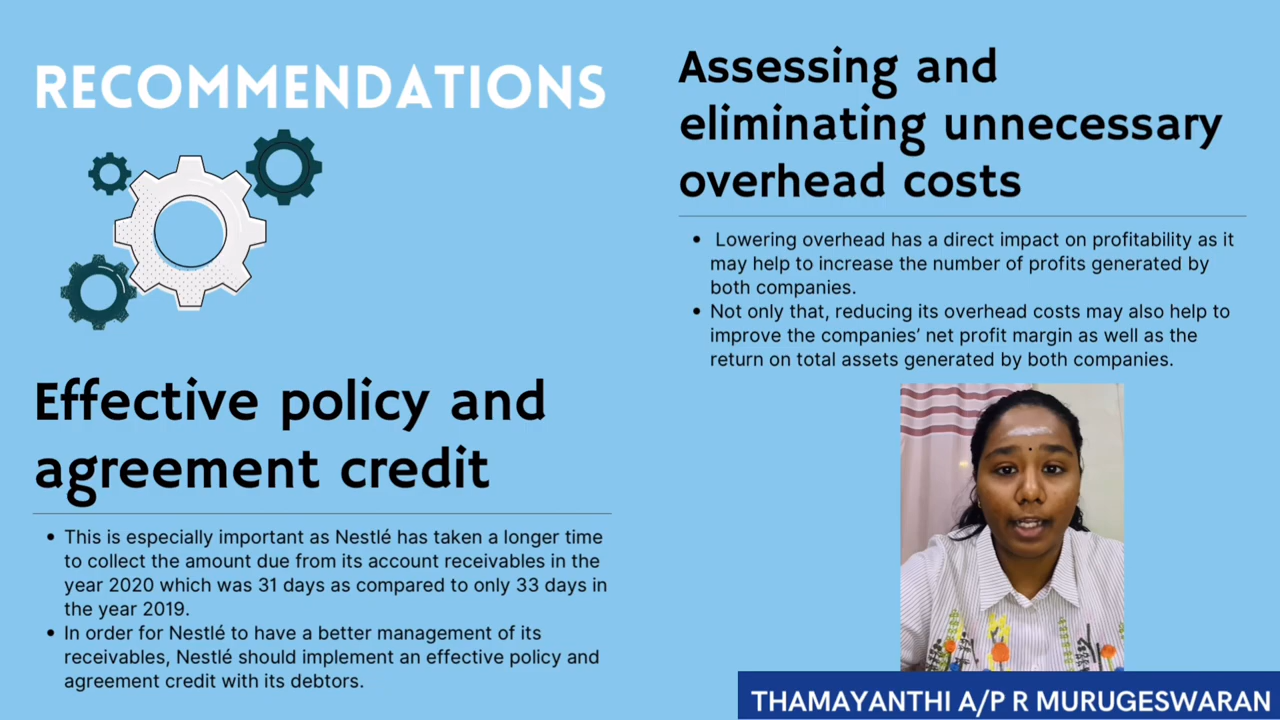 RECOMMENDATIONS
Effective policy and
agreement credit
• This is especially important as Nestlé has taken a longer time
to collect the amount due from its account receivables in the
year 2020 which was 31 days as compared to only 33 days in
the year 2019.
• In order for Nestlé to have a better management of its
receivables, Nestlé should implement an effective policy and
agreement credit with its debtors.
Assessing and
eliminating unnecessary
overhead costs
• Lowering overhead has a direct impact on profitability as it
may help to increase the number of profits generated by
both companies.
• Not only that, reducing its overhead costs may also help to
improve the companies’ net profit margin as well as the
return on total assets generated by both companies.
THAMAYANTHI A/P R MURUGESWARAN